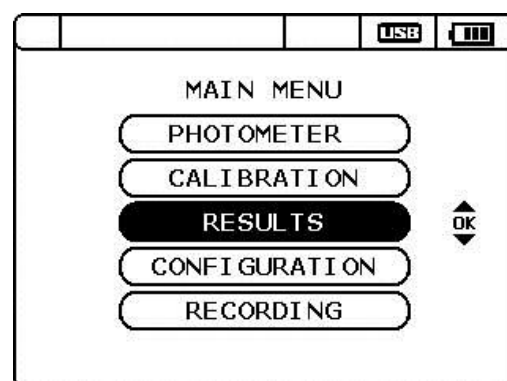 USB
MAIN MENU
PHOTOMETER
CALIBRATION
RESULTS
OK
CONFIGURATION
RECORDING